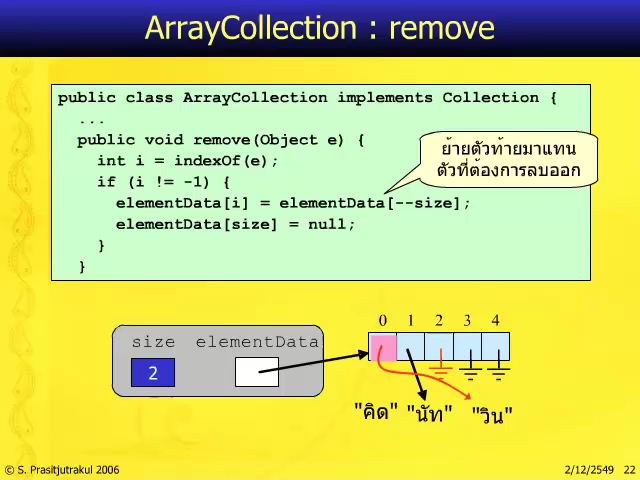 ArrayCollection : remove
public class ArrayCollection implements Collection {
...
public void remove(Object e) {
int i = indexOf(e);
if (i != -1) {
elementData[i] = elementData[--size];
elementData[size] = null;
}
}
ย้ายตัวท้ายมาแทน
ตัวที่ต้องการลบออก
0 1 2 3 4
size elementData
2
"คิด" "นัท" "วิน"
© S. Prasitjutrakul 2006
2/12/2549 22